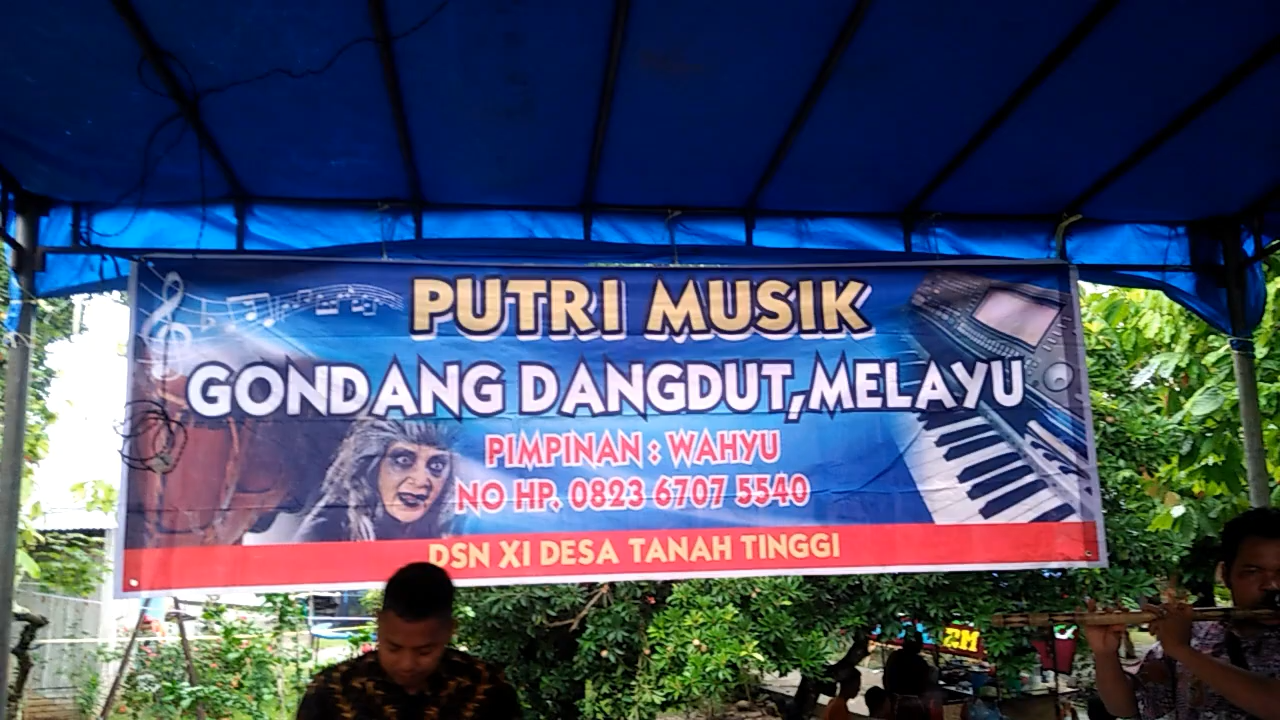 PUTRI MUSIK
GONDANG DANGDUT, MELAYU
PIMPINAN : WAHYU
NO HP. 0823 6707 5540
DSN XI DESA TANAH TINGGI